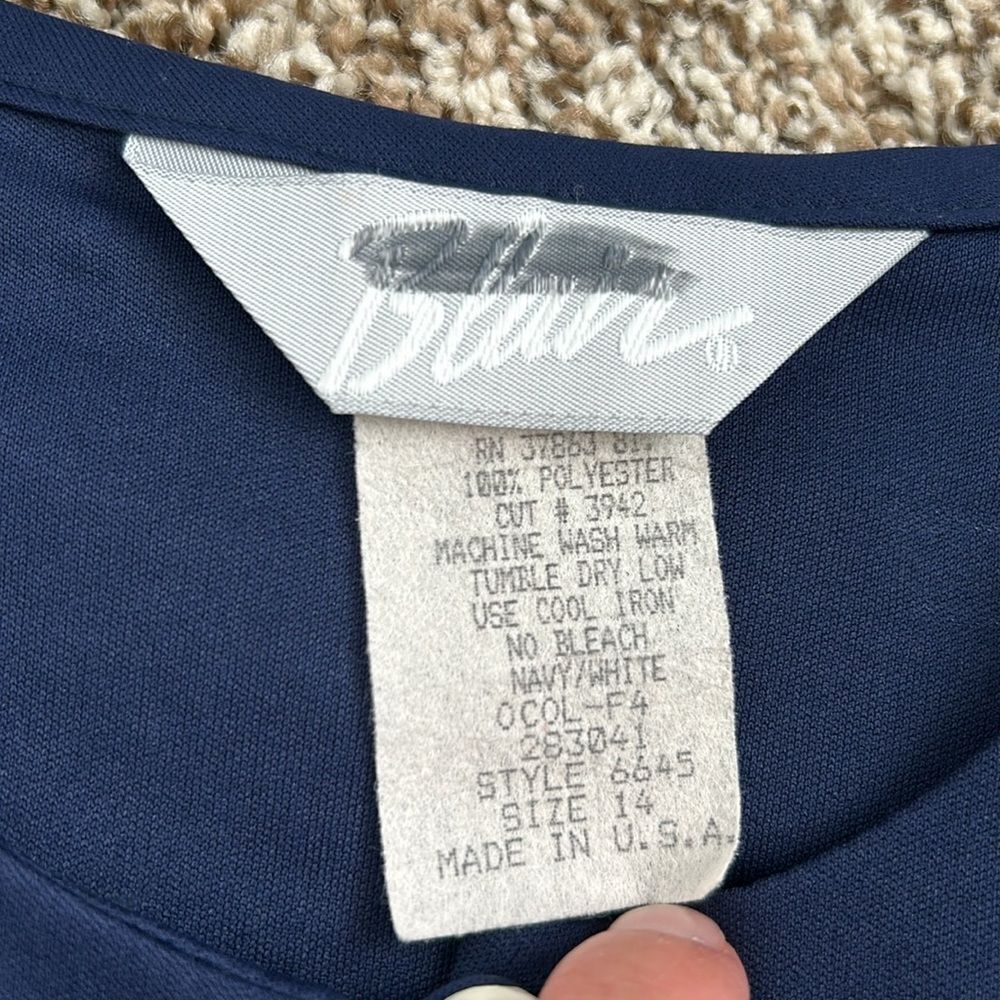 Blair
RN 37863
100% POLYESTER
CUT # 3942
MACHINE WASH WARM
TUMBLE DRY LOW
USE COOL IRON
NO BLEACH
NAVY/WHITE
OCOL-F4
283041
STYLE 6645
SIZE 14
MADE IN U.S.A.